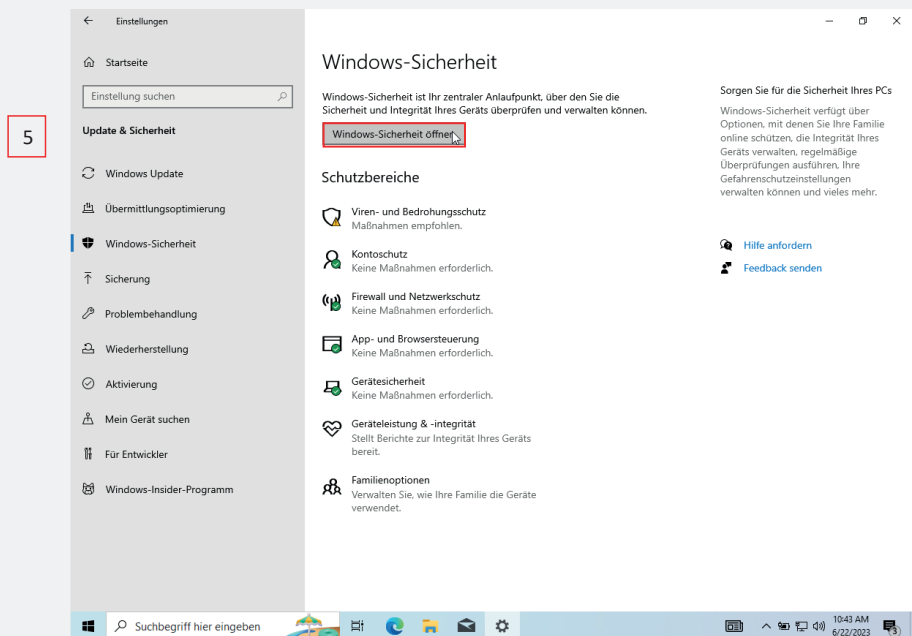 Einstellungen
5
Startseite
Einstellung suchen
Update & Sicherheit
Windows Update
Übermittlungsoptimierung
Windows-Sicherheit
Sicherung
Problembehandlung
Wiederherstellung
Aktivierung
Mein Gerät suchen
Für Entwickler
Windows-Insider-Programm
Windows-Sicherheit
Windows-Sicherheit ist Ihr zentraler Anlaufpunkt, über den Sie die
Sicherheit und Integrität Ihres Geräts überprüfen und verwalten können.
Windows-Sicherheit öffnen
Schutzbereiche
Viren- und Bedrohungsschutz
Maßnahmen empfohlen.
Kontoschutz
Keine Maßnahmen erforderlich.
Firewall und Netzwerkschutz
Keine Maßnahmen erforderlich.
App- und Browsersteuerung
Keine Maßnahmen erforderlich.
Gerätesicherheit
Keine Maßnahmen erforderlich.
Geräteleistung & -integrität
Stellt Berichte zur Integrität Ihres Geräts
bereit.
Familienoptionen
Verwalten Sie, wie Ihre Familie die Geräte
verwendet.
Sorgen Sie für die Sicherheit Ihres PCs
Windows-Sicherheit verfügt über
Optionen, mit denen Sie Ihre Familie
online schützen, die Integrität Ihres
Geräts verwalten, regelmäßige
Überprüfungen ausführen, Ihre
Gefahrenschutzeinstellungen
verwalten können und vieles mehr.
Hilfe anfordern
Feedback senden
Suchbegriff hier eingeben
10:43 AM
6/22/2023
3